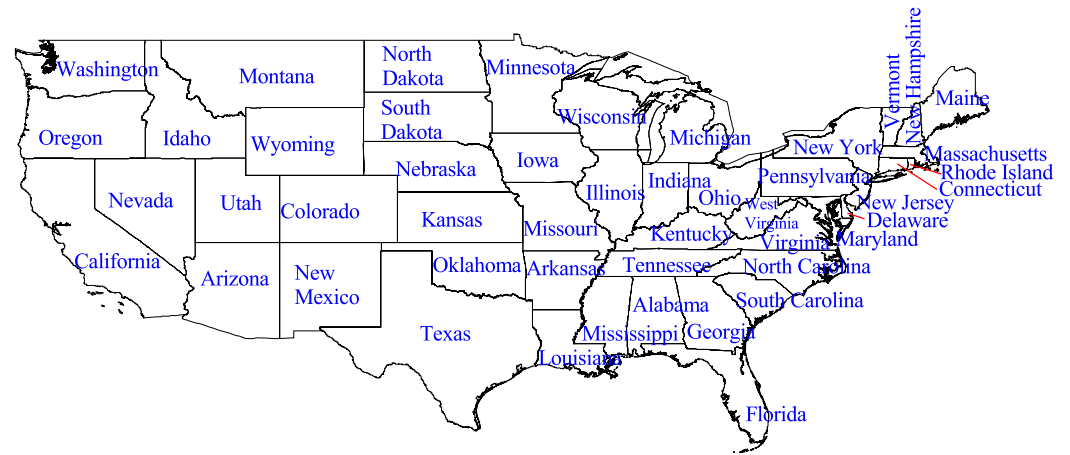 Washington
Montana
North
Dakota
Minnesota
Vermont
New Hampshire
Maine
Oregon
Idaho
Wyoming
South
Dakota
Wisconsin
Michigan
New York
Massachusetts
Rhode Island
Connecticut
Nevada
Utah
Colorado
Nebraska
Iowa
Illinois
Indiana
Ohio
Pennsylvania
New Jersey
Delaware
Maryland
West
Virginia
Virginia
Kansas
Missouri
Kentucky
California
Arizona
New
Mexico
Oklahoma
Arkansas
Tennessee
North Carolina
South Carolina
Texas
Louisiana
Mississippi
Alabama
Georgia
Florida